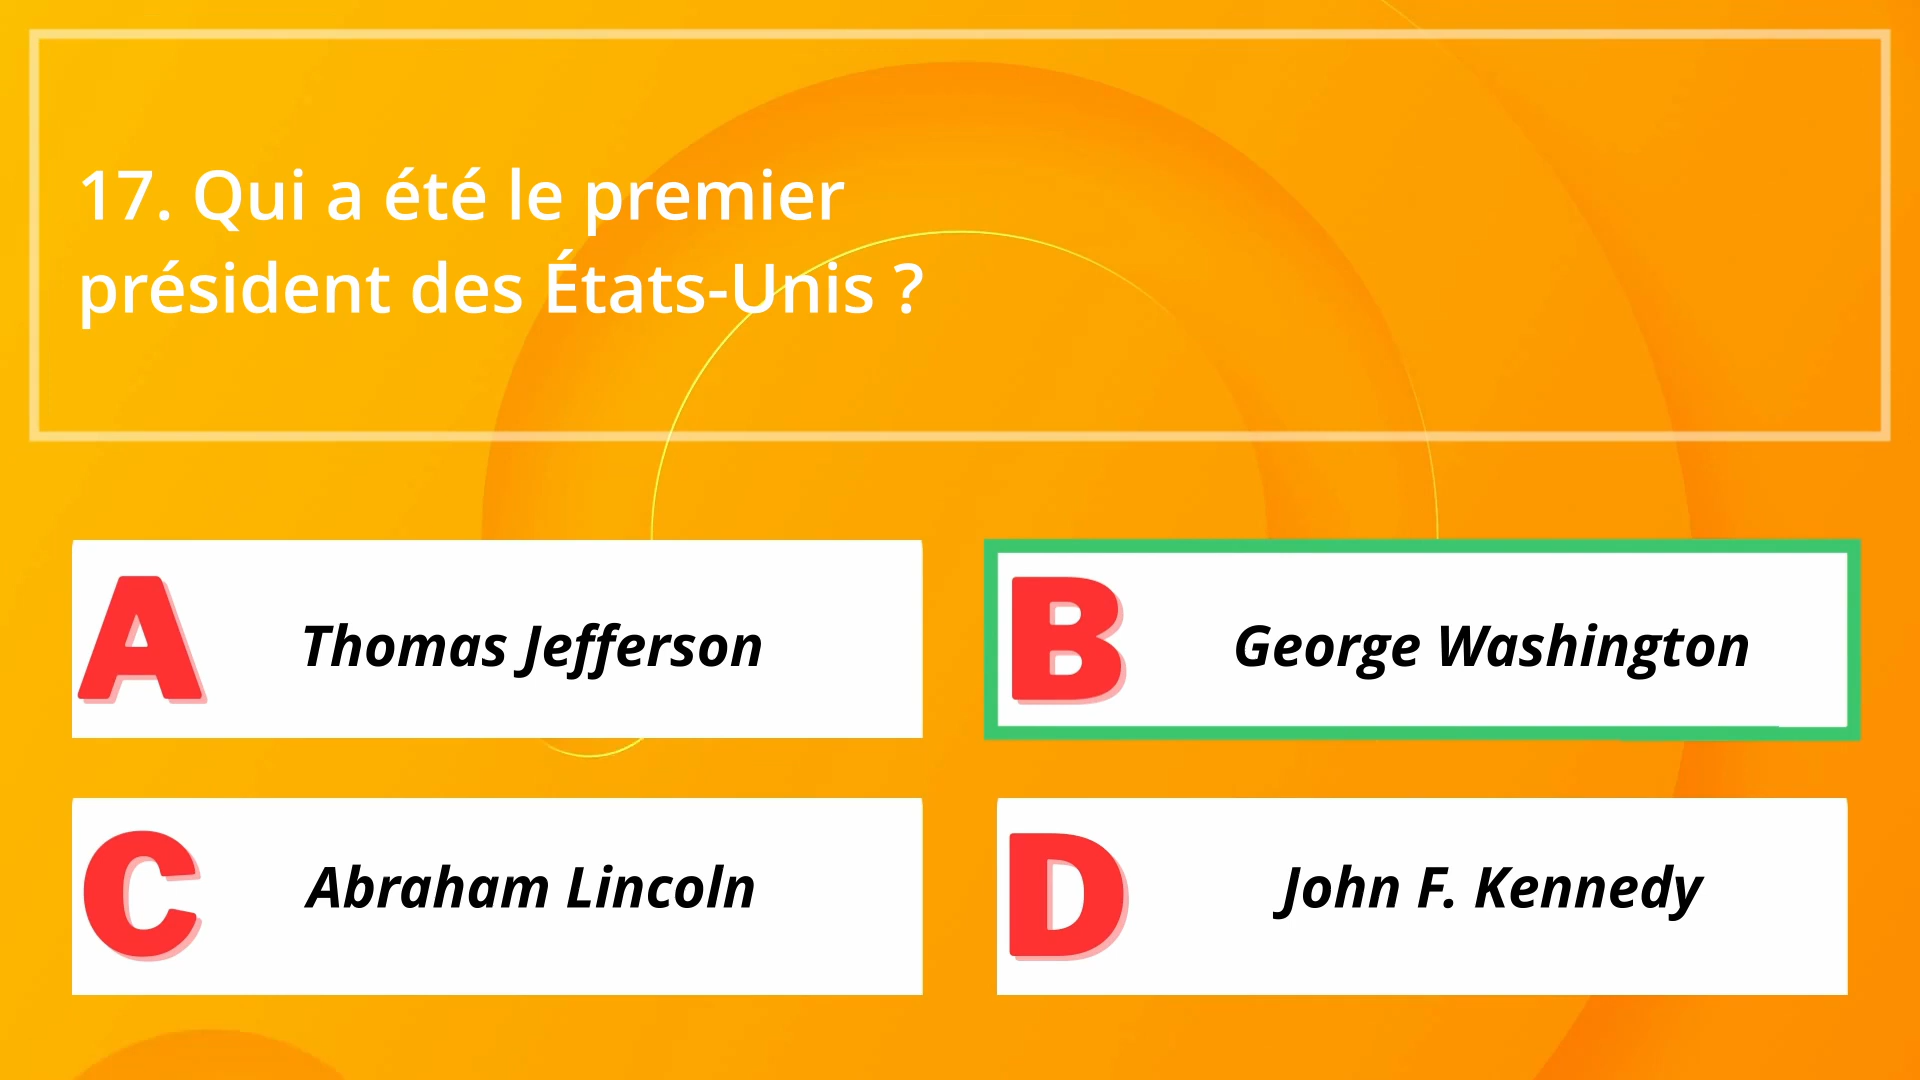 17. Qui a été le premier
président des États-Unis ?
A
Thomas Jefferson
B
George Washington
C
Abraham Lincoln
D
John F. Kennedy